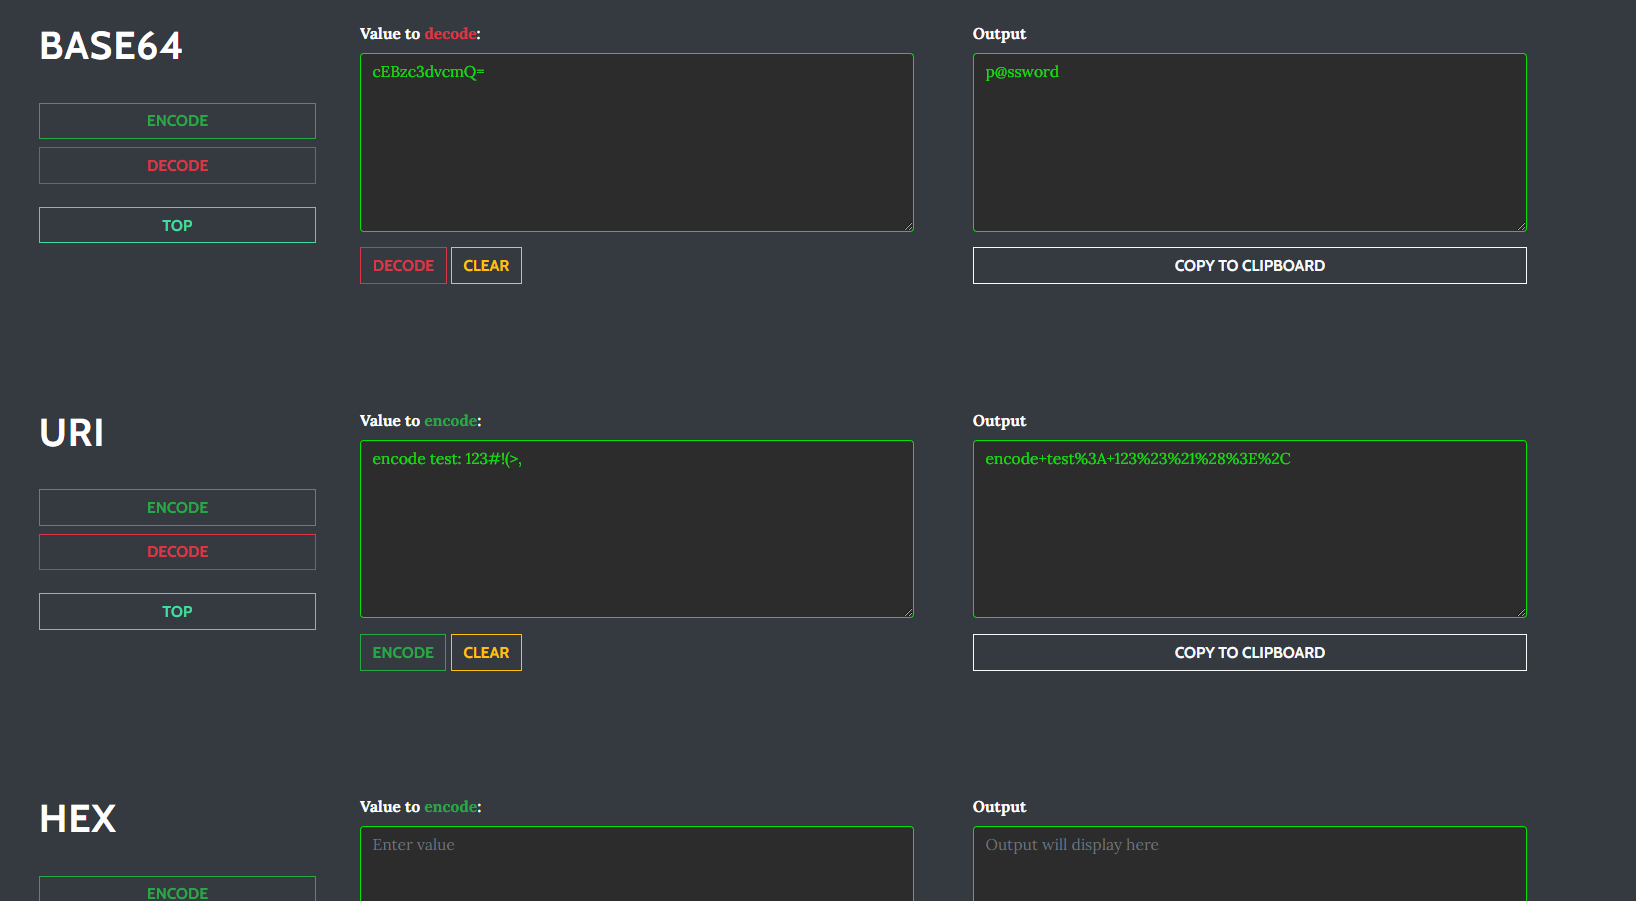 BASE64
ENCODE
DECODE
TOP
Value to decode:
cEBzc3dvcmQ=
DECODE
CLEAR
Output
p@ssword
COPY TO CLIPBOARD
URI
ENCODE
DECODE
TOP
Value to encode:
encode test: 123#!(>,
ENCODE
CLEAR
Output
encode+test%3A+123%23%21%28%3E%2C
COPY TO CLIPBOARD
HEX
ENCODE
Value to encode:
Enter value
Output
Output will display here